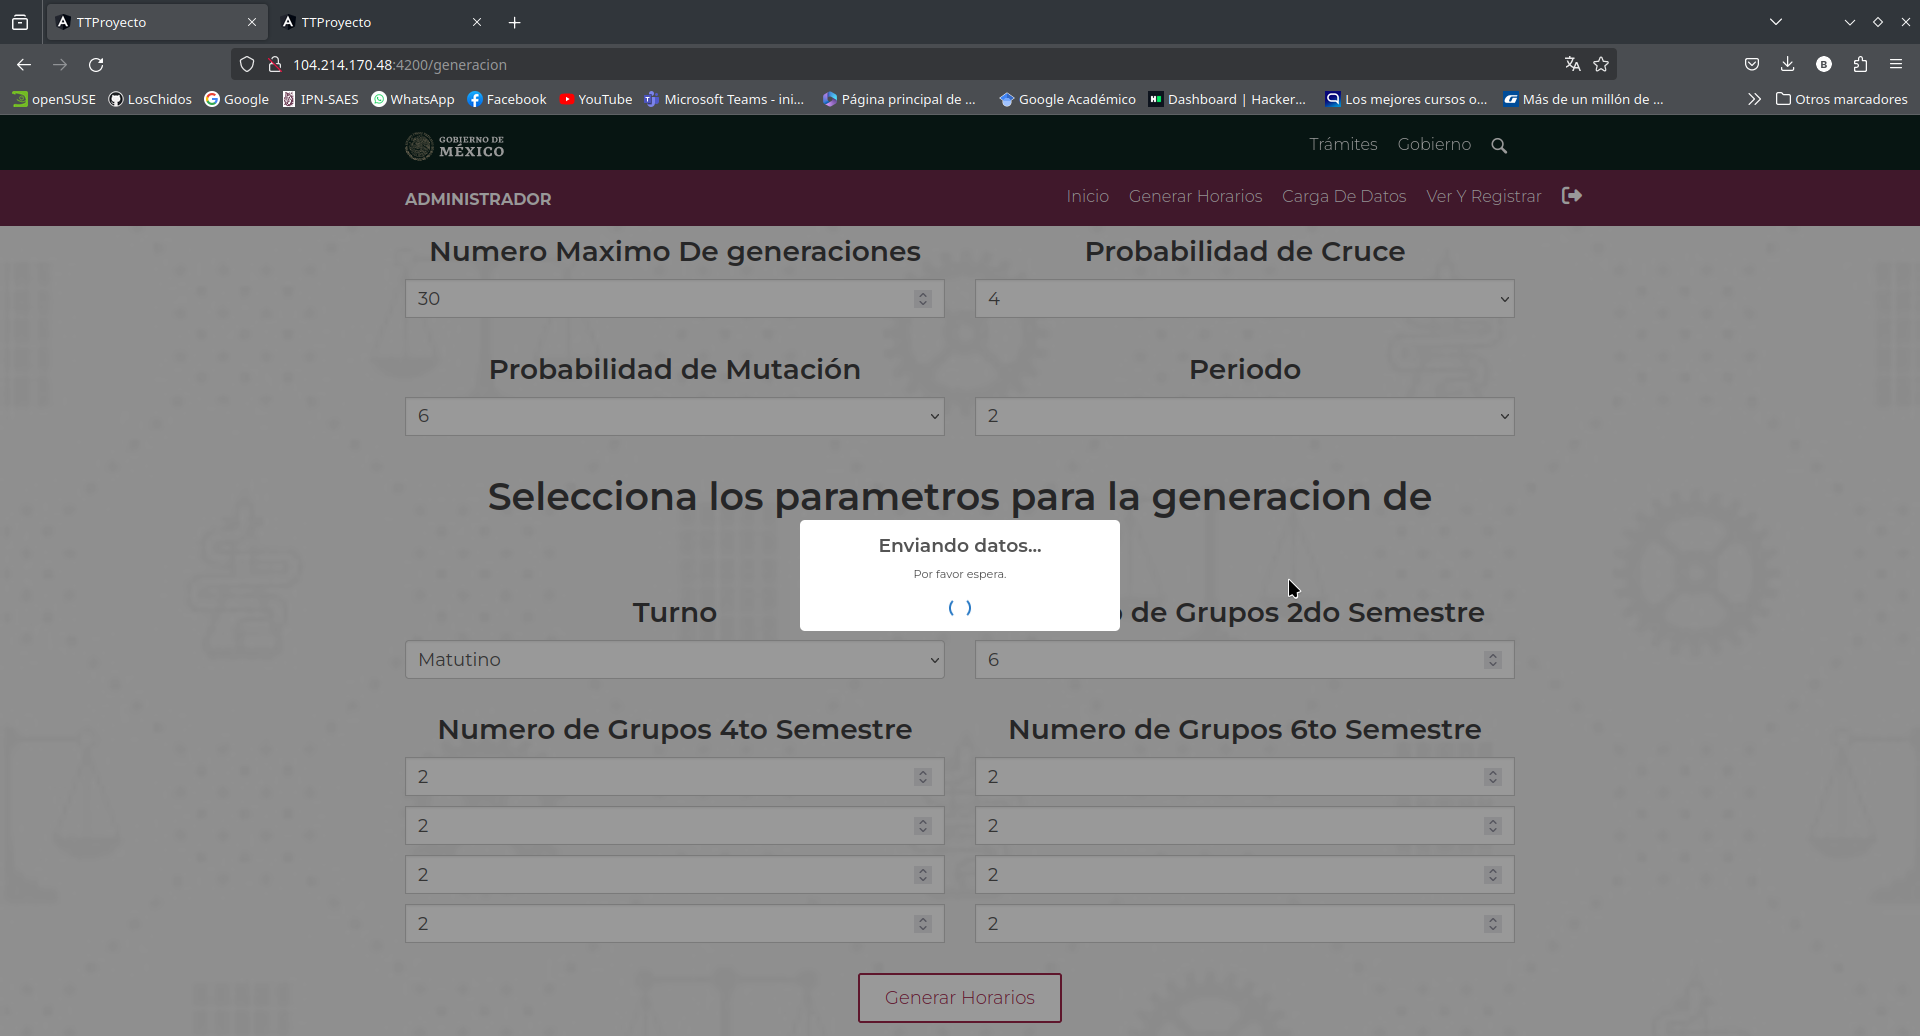 TTProyecto
TTProyecto
104.214.170.48:4200/generacion
openSUSE LosChidos Google IPN-SAES WhatsApp Facebook YouTube Microsoft Teams - ini... Página principal de ... Google Académico Dashboard | Hacker... Los mejores cursos o... Más de un millón de ... Otros marcadores
GOBIERNO DE
MÉXICO
Trámites Gobierno
ADMINISTRADOR
Inicio Generar Horarios Carga De Datos Ver Y Registrar
Numero Maximo De generaciones
30
Probabilidad de Cruce
4
Probabilidad de Mutación
6
Periodo
2
Selecciona los parametros para la generacion de
Enviando datos...
Por favor espera.
Turno
Matutino
de Grupos 2do Semestre
6
Numero de Grupos 4to Semestre
2
2
2
2
Numero de Grupos 6to Semestre
2
2
2
2
Generar Horarios